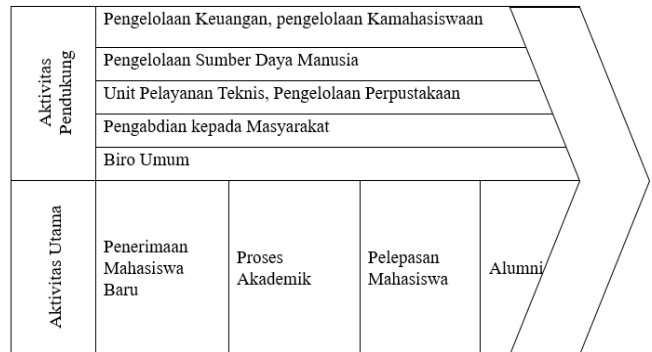 Aktivitas
Pendukung
Pengelolaan Keuangan, pengelolaan Kamahasiswaan
Pengelolaan Sumber Daya Manusia
Unit Pelayanan Teknis, Pengelolaan Perpustakaan
Pengabdian kepada Masyarakat
Biro Umum
Aktivitas Utama
Penerimaan
Mahasiswa
Baru
Proses
Akademik
Pelepasan
Mahasiswa
Alumni